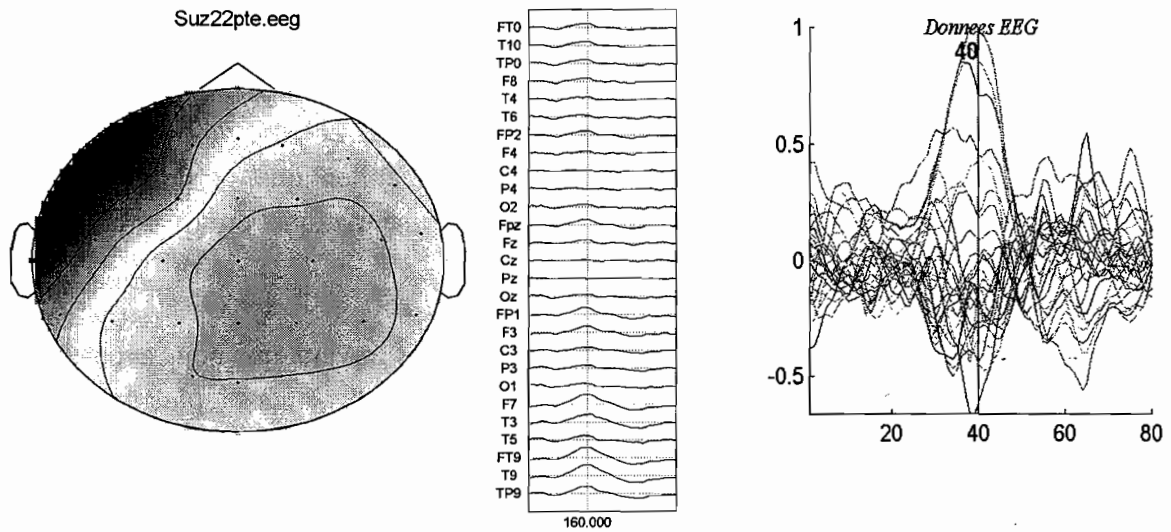 Suz22pte.eeg
FT0
T10
TP0
F8
T4
T6
FP2
F4
C4
P4
O2
Fpz
Fz
Cz
Pz
Oz
FP1
F3
C3
P3
O1
F7
T3
T5
FT9
T9
TP9
160.000
Donnees EEG
40
1
0.5
0
-0.5
20 40 60 80